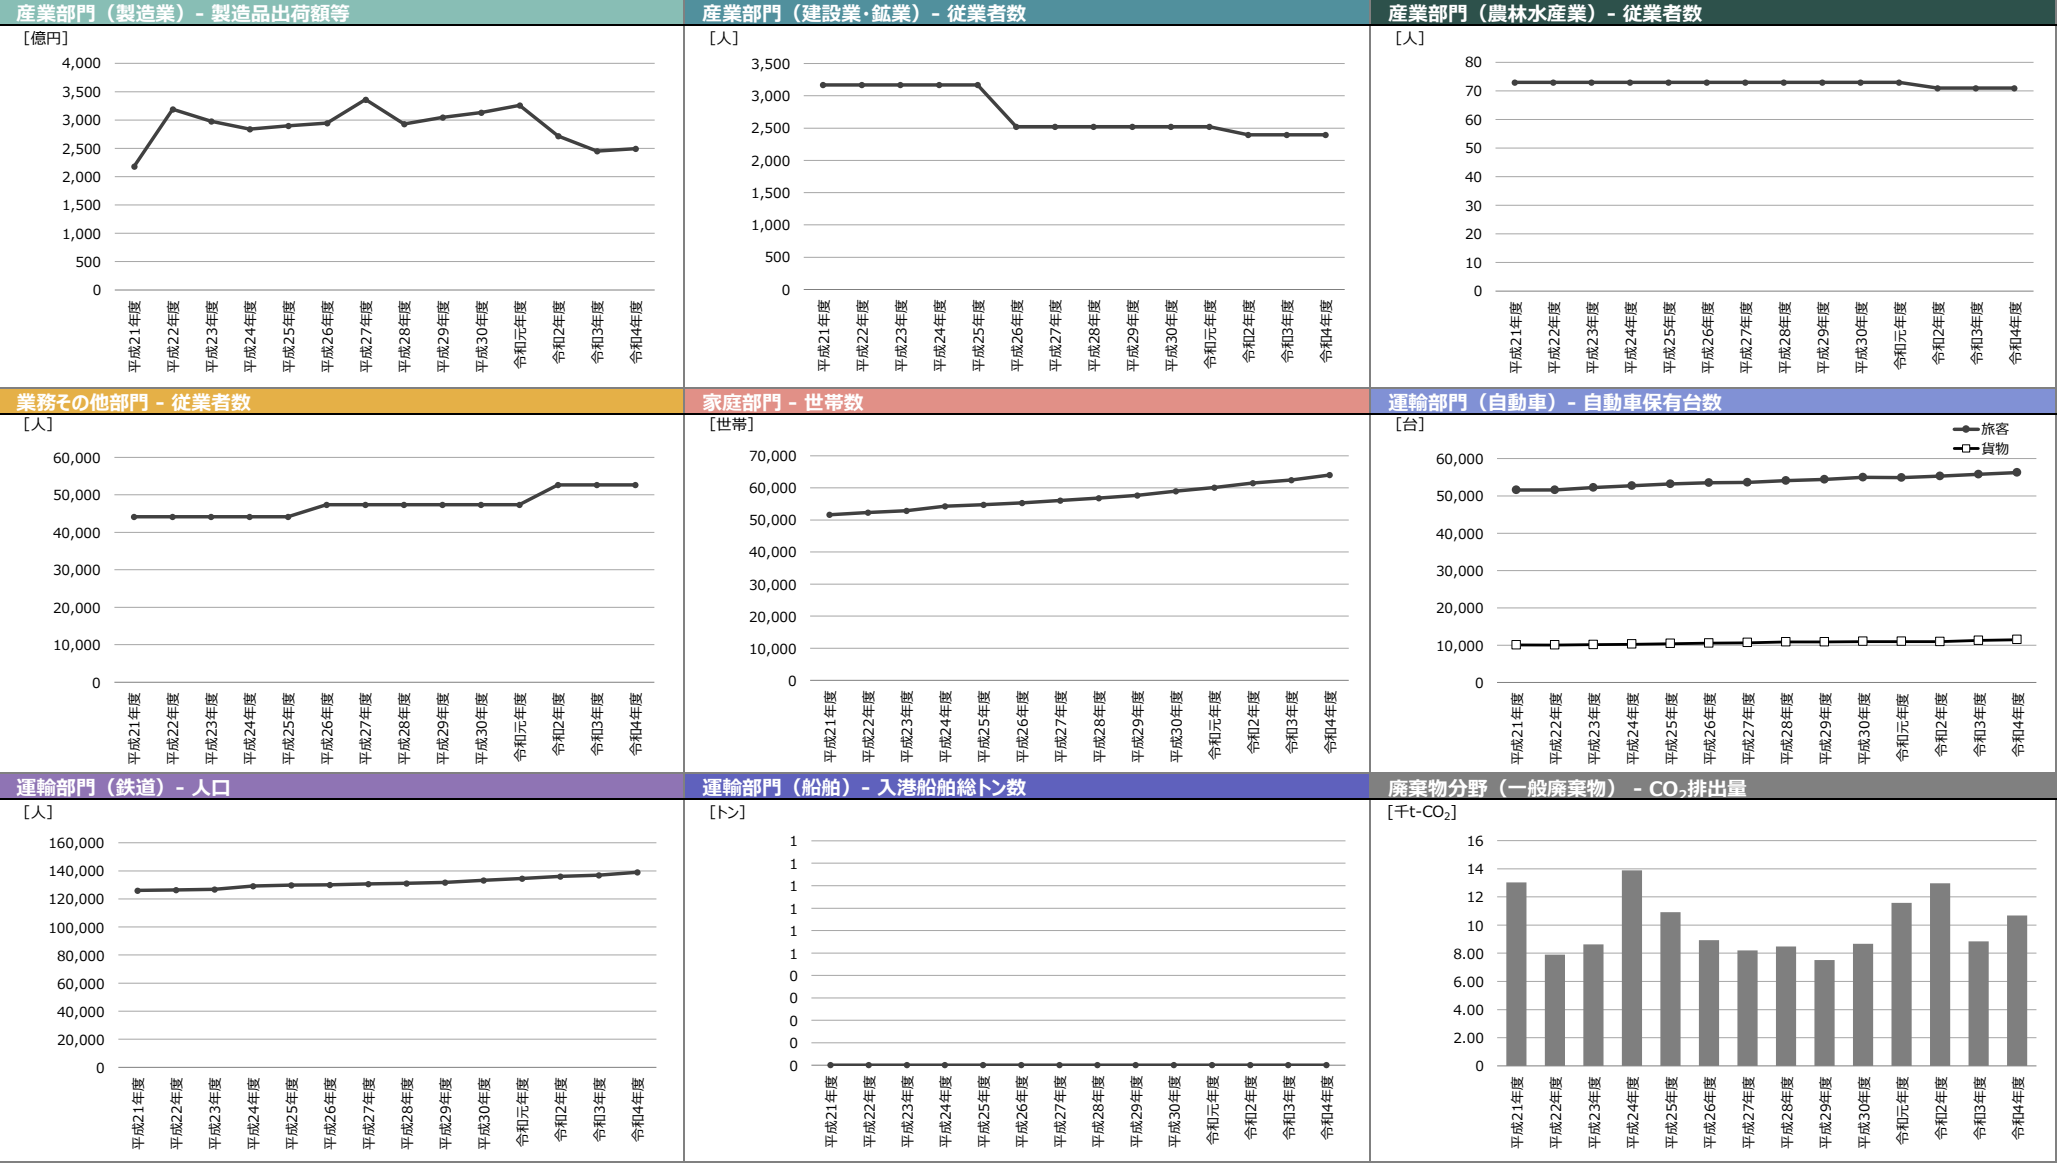 産業部門（製造業）- 製造品出荷額等
[億円]
4,000
3,500
3,000
2,500
2,000
1,500
1,000
500
0
平成21年度 平成22年度 平成23年度 平成24年度 平成25年度 平成26年度 平成27年度 平成28年度 平成29年度 平成30年度 令和元年度 令和2年度 令和3年度 令和4年度
産業部門（建設業・鉱業）- 従業者数
[人]
3,500
3,000
2,500
2,000
1,500
1,000
500
0
平成21年度 平成22年度 平成23年度 平成24年度 平成25年度 平成26年度 平成27年度 平成28年度 平成29年度 平成30年度 令和元年度 令和2年度 令和3年度 令和4年度
産業部門（農林水産業）- 従業者数
[人]
80
70
60
50
40
30
20
10
0
平成21年度 平成22年度 平成23年度 平成24年度 平成25年度 平成26年度 平成27年度 平成28年度 平成29年度 平成30年度 令和元年度 令和2年度 令和3年度 令和4年度
業務その他部門 - 従業者数
[人]
60,000
50,000
40,000
30,000
20,000
10,000
0
平成21年度 平成22年度 平成23年度 平成24年度 平成25年度 平成26年度 平成27年度 平成28年度 平成29年度 平成30年度 令和元年度 令和2年度 令和3年度 令和4年度
家庭部門 - 世帯数
[世帯]
70,000
60,000
50,000
40,000
30,000
20,000
10,000
0
平成21年度 平成22年度 平成23年度 平成24年度 平成25年度 平成26年度 平成27年度 平成28年度 平成29年度 平成30年度 令和元年度 令和2年度 令和3年度 令和4年度
運輸部門（自動車）- 自動車保有台数
[台]
旅客
貨物
60,000
50,000
40,000
30,000
20,000
10,000
0
平成21年度 平成22年度 平成23年度 平成24年度 平成25年度 平成26年度 平成27年度 平成28年度 平成29年度 平成30年度 令和元年度 令和2年度 令和3年度 令和4年度
運輸部門（鉄道）- 人口
[人]
160,000
140,000
120,000
100,000
80,000
60,000
40,000
20,000
0
平成21年度 平成22年度 平成23年度 平成24年度 平成25年度 平成26年度 平成27年度 平成28年度 平成29年度 平成30年度 令和元年度 令和2年度 令和3年度 令和4年度
運輸部門（船舶）- 入港船舶総トン数
[トン]
1
1
1
1
1
1
0
0
0
0
0
平成21年度 平成22年度 平成23年度 平成24年度 平成25年度 平成26年度 平成27年度 平成28年度 平成29年度 平成30年度 令和元年度 令和2年度 令和3年度 令和4年度
廃棄物分野（一般廃棄物） - CO₂排出量
[千t-CO₂]
16
14
12
10
8.00
6.00
4.00
2.00
0
平成21年度 平成22年度 平成23年度 平成24年度 平成25年度 平成26年度 平成27年度 平成28年度 平成29年度 平成30年度 令和元年度 令和2年度 令和3年度 令和4年度